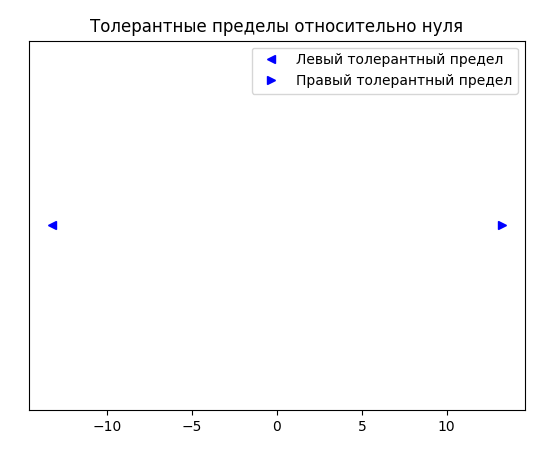 Толерантные пределы относительно нуля
Левый толерантный предел
Правый толерантный предел
−10 −5 0 5 10